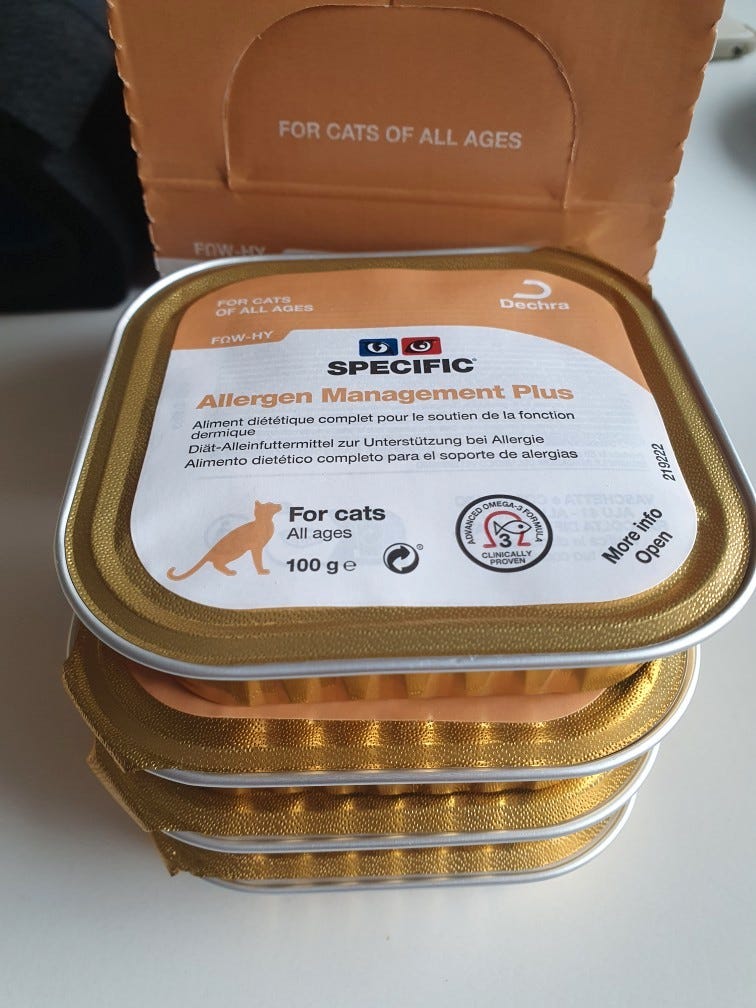 FOR CATS OF ALL AGES
FΩW-HY
FOR CATS
OF ALL AGES
Dechra
FΩW-HY
SPECIFIC®
Allergen Management Plus
Aliment diététique complet pour le soutien de la fonction
dermique
Diät-Alleinfuttermittel zur Unterstützung bei Allergie
Alimento dietético completo para el soporte de alergias
219222
For cats
All ages
100 g e
ADVANCED OMEGA-3 FORMULA
3
CLINICALLY
PROVEN
More info
Open